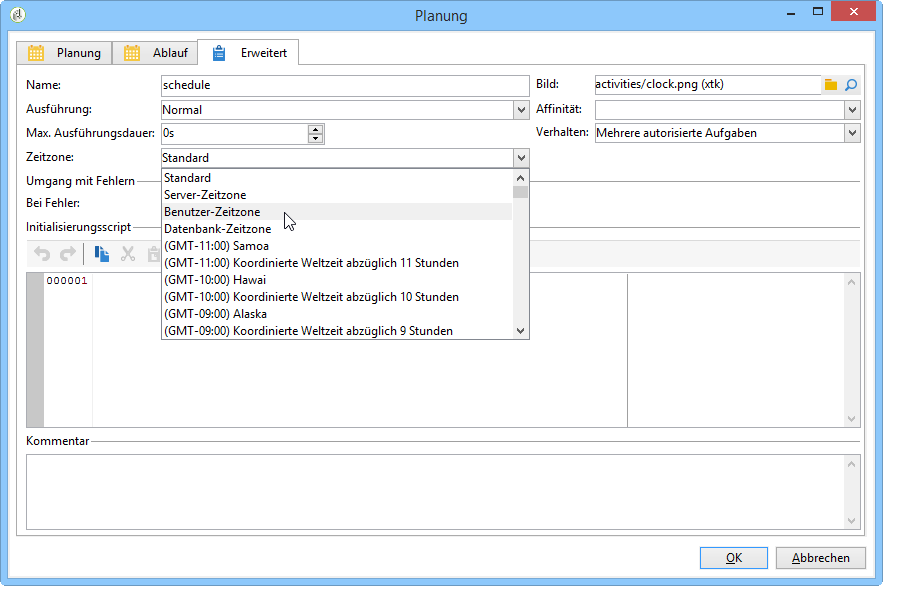 Planung
Planung Ablauf Erweitert
Name: schedule Bild: activities/clock.png (xtk)
Ausführung: Normal Affinität:
Max. Ausführungsdauer: 0s Verhalten: Mehrere autorisierte Aufgaben
Zeitzone: Standard
Umgang mit Fehlern Standard
Server-Zeitzone
Bei Fehler: Benutzer-Zeitzone
Initialisierungsscript Datenbank-Zeitzone
(GMT-11:00) Samoa
(GMT-11:00) Koordinierte Weltzeit abzüglich 11 Stunden
000001 (GMT-10:00) Hawai
(GMT-10:00) Koordinierte Weltzeit abzüglich 10 Stunden
(GMT-09:00) Alaska
(GMT-09:00) Koordinierte Weltzeit abzüglich 9 Stunden
Kommentar
OK Abbrechen